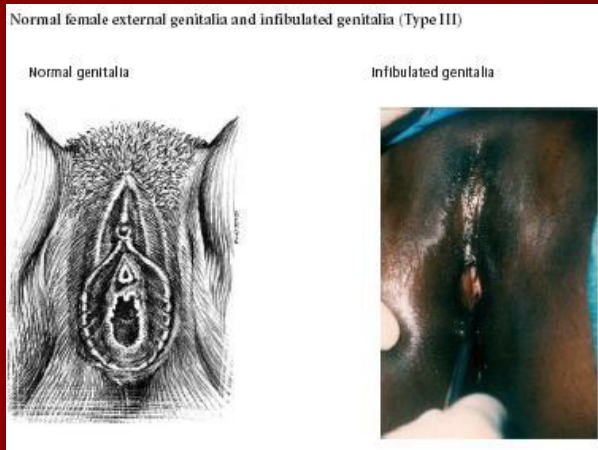 Normal female external genitalia and infibulated genitalia (Type III)
Normal genitalia
Infibulated genitalia